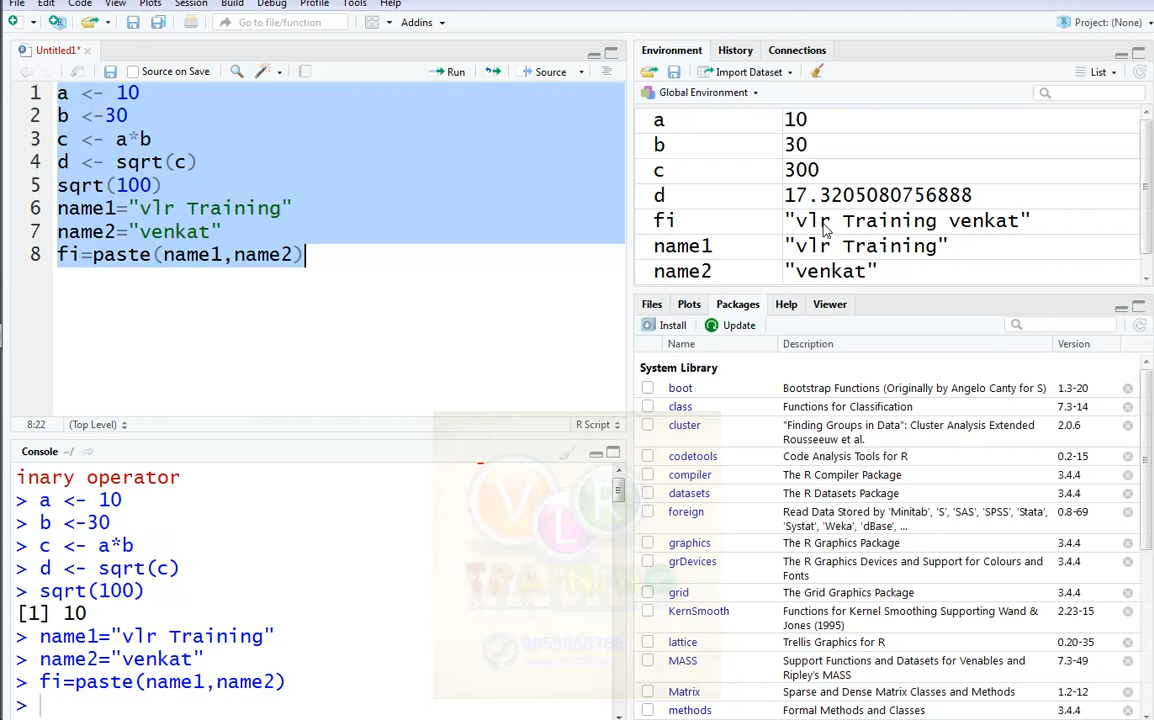 File Edit Code View Plots Session Build Debug Profile Tools Help
Go to file/function
Addins
Project: (None)
Untitled1*
Source on Save
Run
Source
1 a <- 10
2 b <-30
3 c <- a*b
4 d <- sqrt(c)
5 sqrt(100)
6 name1="vlr Training"
7 name2="venkat"
8 fi=paste(name1,name2)
8:22 (Top Level) R Script
Console ~/
inary operator
> a <- 10
> b <-30
> c <- a*b
> d <- sqrt(c)
> sqrt(100)
[1] 10
> name1="vlr Training"
> name2="venkat"
> fi=paste(name1,name2)
>
Environment History Connections
Import Dataset List
Global Environment
a 10
b 30
c 300
d 17.3205080756888
fi "vlr Training venkat"
name1 "vlr Training"
name2 "venkat"
Files Plots Packages Help Viewer
Install Update
Name Description Version
System Library
boot Bootstrap Functions (Originally by Angelo Canty for S) 1.3-20
class Functions for Classification 7.3-14
cluster "Finding Groups in Data": Cluster Analysis Extended 2.0.6
Rousseeuw et al.
codetools Code Analysis Tools for R 0.2-15
compiler The R Compiler Package 3.4.4
datasets The R Datasets Package 3.4.4
foreign Read Data Stored by 'Minitab', 'S', 'SAS', 'SPSS', 'Stata', 0.8-69
'Systat', 'Weka', 'dBase', ...
graphics The R Graphics Package 3.4.4
grDevices The R Graphics Devices and Support for Colours and 3.4.4
Fonts
grid The Grid Graphics Package 3.4.4
KernSmooth Functions for Kernel Smoothing Supporting Wand & 2.23-15
Jones (1995)
lattice Trellis Graphics for R 0.20-35
MASS Support Functions and Datasets for Venables and 7.3-49
Ripley's MASS
Matrix Sparse and Dense Matrix Classes and Methods 1.2-12
methods Formal Methods and Classes 3.4.4
VLR
TRAINING